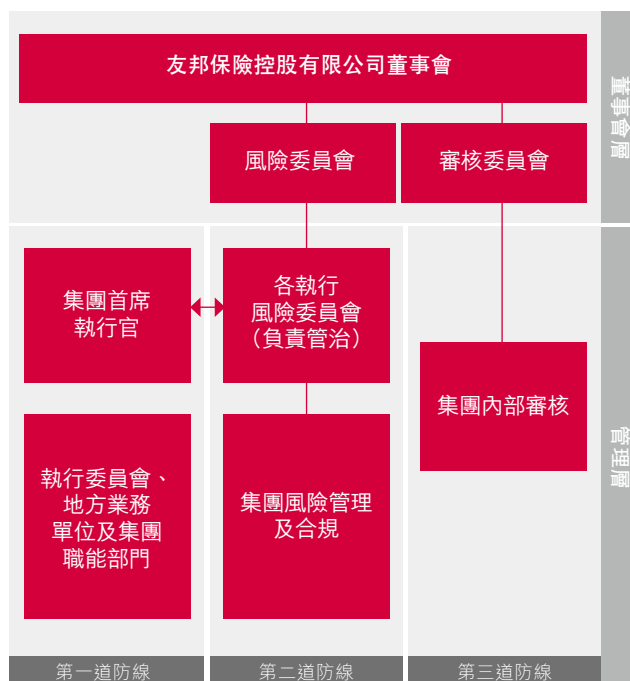 友邦保險控股有限公司董事會
風險委員會
審核委員會
董事會層
集團首席
執行官
各執行
風險委員會
（負責管治）
集團內部審核
執行委員會、
地方業務
單位及集團
職能部門
集團風險管理
及合規
管理層
第一道防線
第二道防線
第三道防線